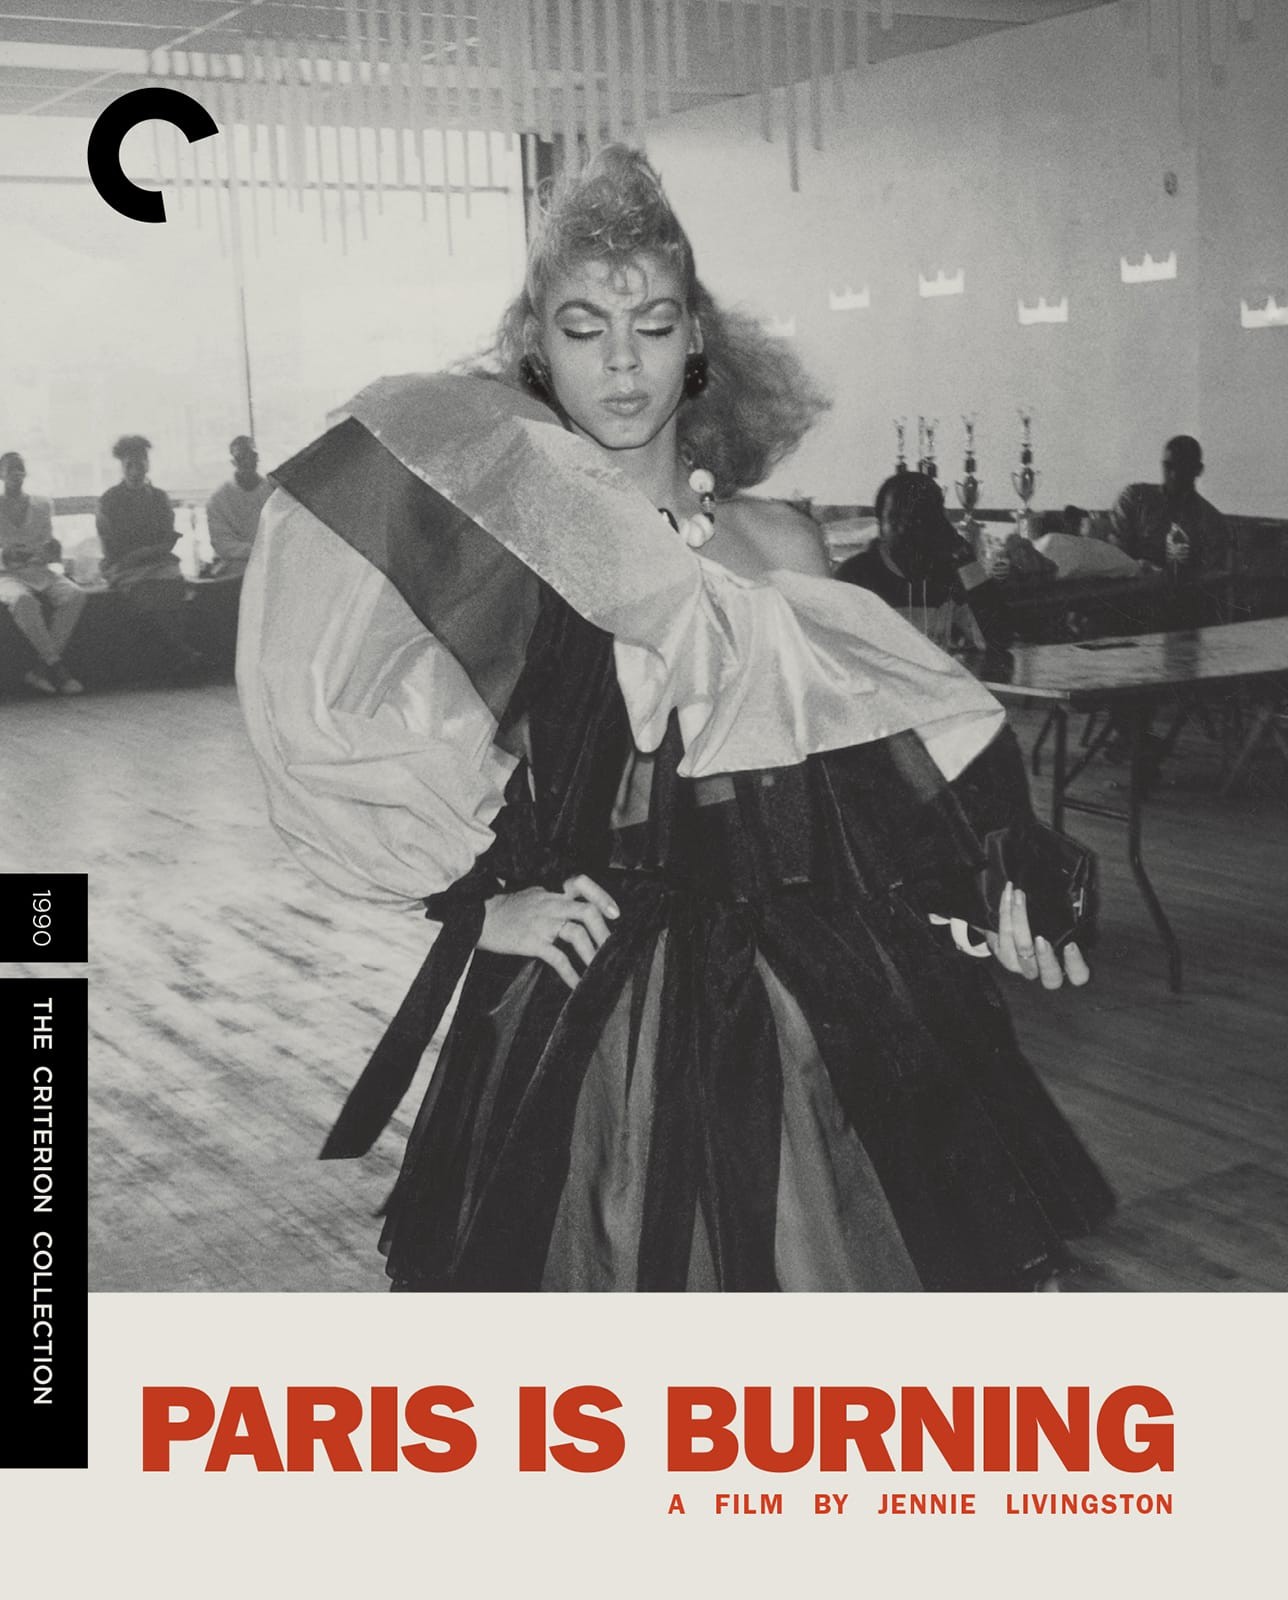 1990
THE CRITERION COLLECTION
PARIS IS BURNING
A FILM BY JENNIE LIVINGSTON